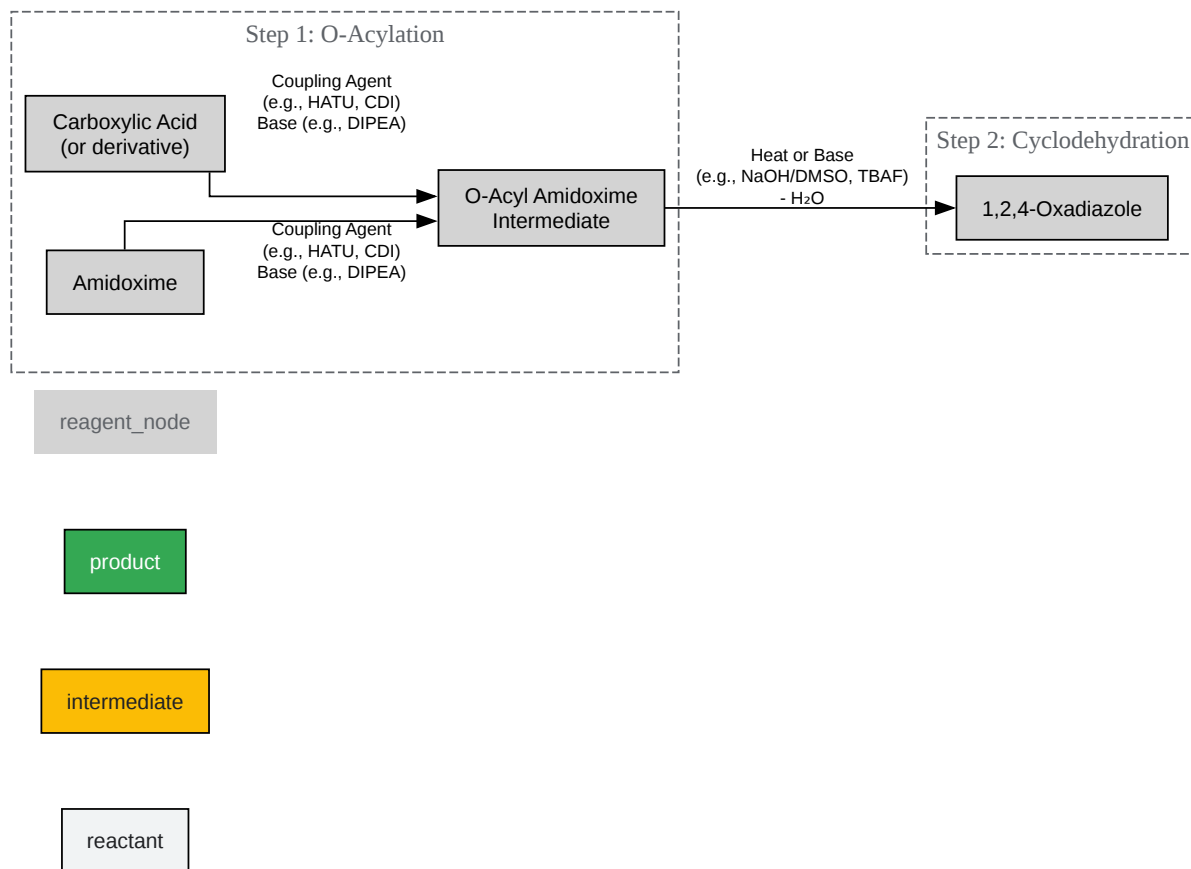 Step 1: O-Acylation
Coupling Agent
(e.g., HATU, CDI)
Base (e.g., DIPEA)
Carboxylic Acid
(or derivative)
O-Acyl Amidoxime
Intermediate
Amidoxime
Coupling Agent
(e.g., HATU, CDI)
Base (e.g., DIPEA)
Heat or Base
(e.g., NaOH/DMSO, TBAF)
- H₂O
Step 2: Cyclodehydration
1,2,4-Oxadiazole
reagent_node
product
intermediate
reactant